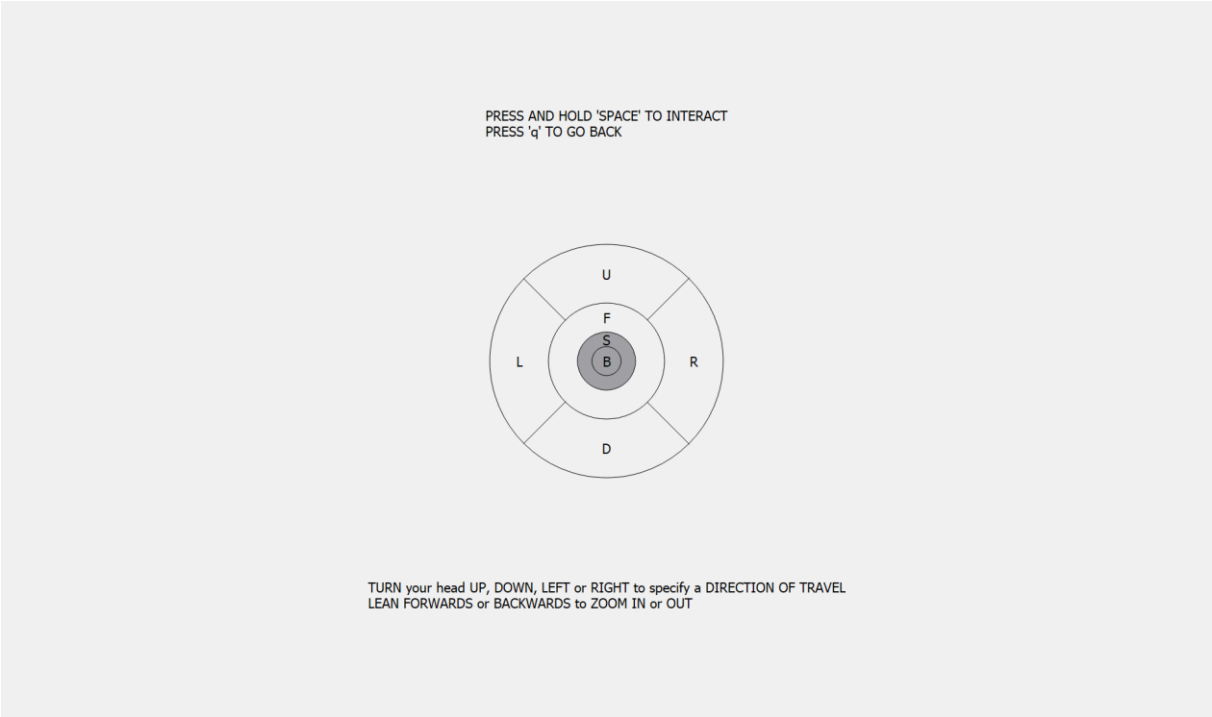 PRESS AND HOLD 'SPACE' TO INTERACT
PRESS 'q' TO GO BACK
U
F
S
L
B
R
D
TURN your head UP, DOWN, LEFT or RIGHT to specify a DIRECTION OF TRAVEL
LEAN FORWARDS or BACKWARDS to ZOOM IN or OUT